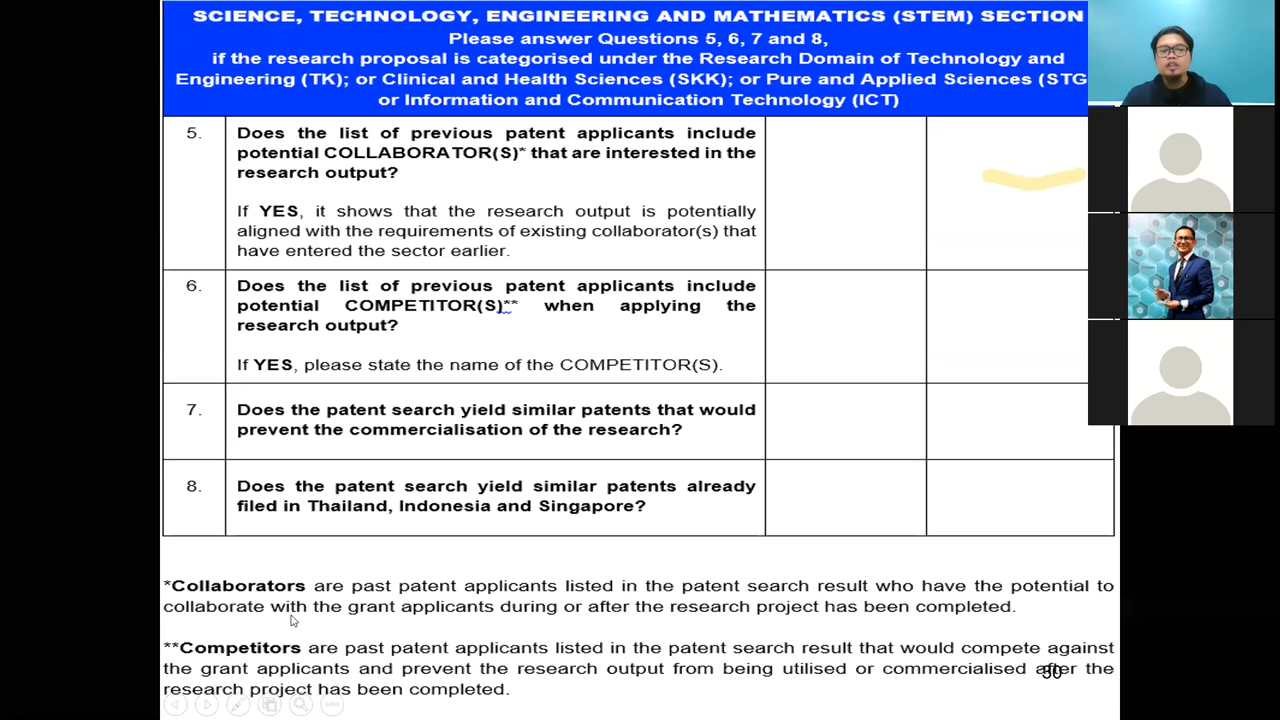 SCIENCE, TECHNOLOGY, ENGINEERING AND MATHEMATICS (STEM) SECTION
Please answer Questions 5, 6, 7 and 8,
if the research proposal is categorised under the Research Domain of Technology and
Engineering (TK); or Clinical and Health Sciences (SKK); or Pure and Applied Sciences (STG
or Information and Communication Technology (ICT)
5. Does the list of previous patent applicants include
potential COLLABORATOR(S)* that are interested in the
research output?
If YES, it shows that the research output is potentially
aligned with the requirements of existing collaborator(s) that
have entered the sector earlier.
6. Does the list of previous patent applicants include
potential COMPETITOR(S)** when applying the
research output?
If YES, please state the name of the COMPETITOR(S).
7. Does the patent search yield similar patents that would
prevent the commercialisation of the research?
8. Does the patent search yield similar patents already
filed in Thailand, Indonesia and Singapore?
*Collaborators are past patent applicants listed in the patent search result who have the potential to
collaborate with the grant applicants during or after the research project has been completed.
**Competitors are past patent applicants listed in the patent search result that would compete against
the grant applicants and prevent the research output from being utilised or commercialised after the
research project has been completed.
50